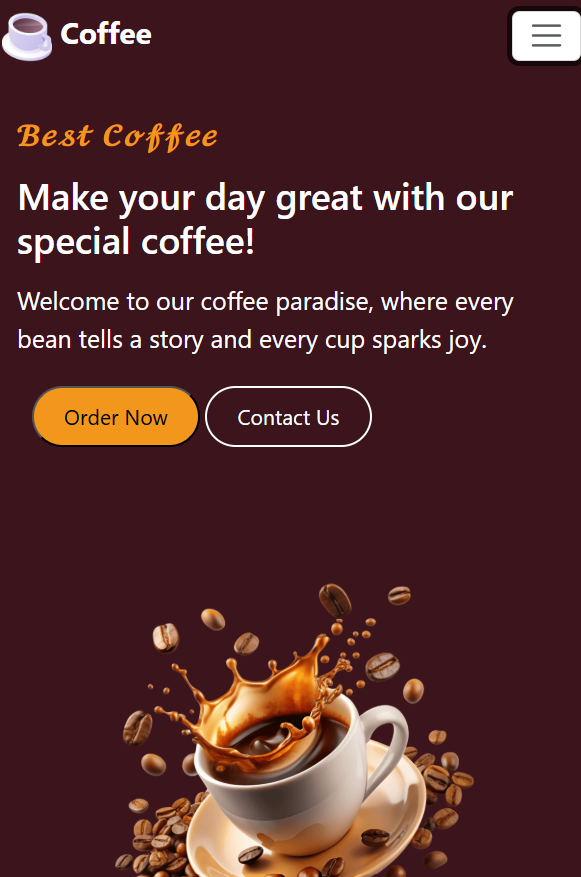 Coffee
Best Coffee
Make your day great with our
special coffee!
Welcome to our coffee paradise, where every
bean tells a story and every cup sparks joy.
Order Now
Contact Us